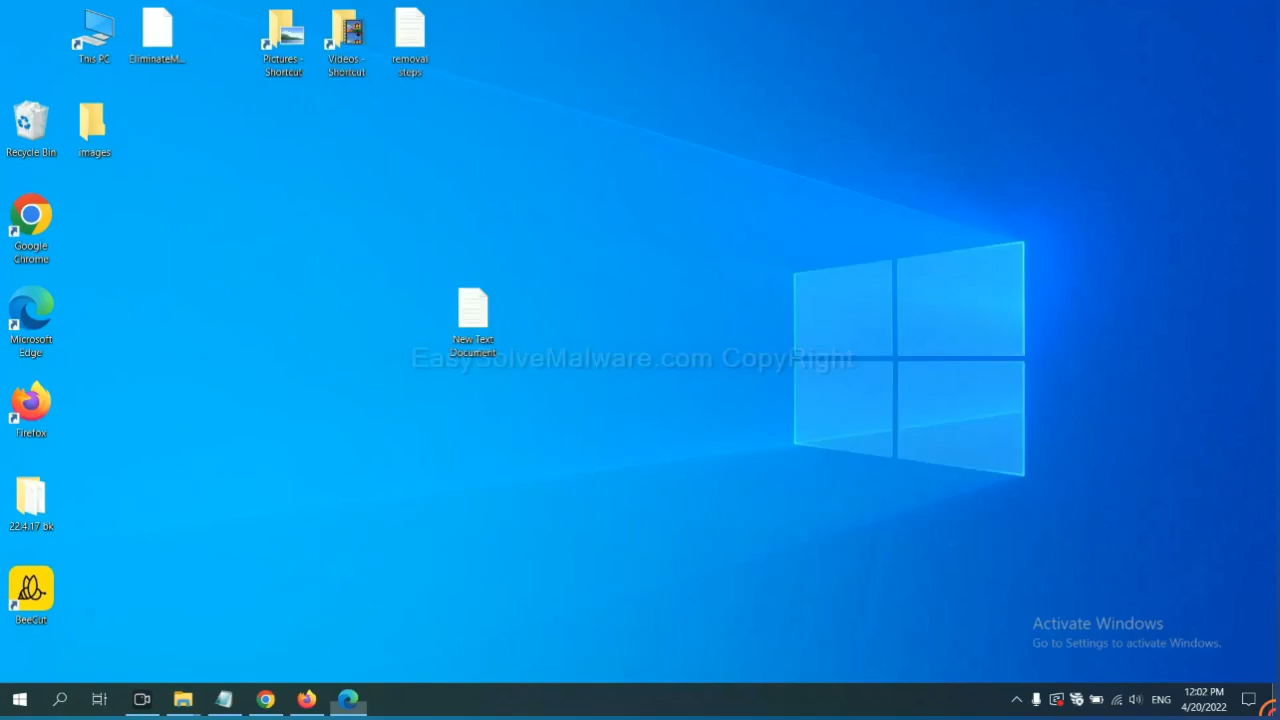 This PC
EliminateM...
Pictures -
Shortcut
Videos -
Shortcut
removal
steps
Recycle Bin
images
Google
Chrome
Microsoft
Edge
New Text
Document
EasySolveMalware.com CopyRight
Firefox
22.4.17 bk
BeeCut
Activate Windows
Go to Settings to activate Windows.
ENG
12:02 PM
4/20/2022